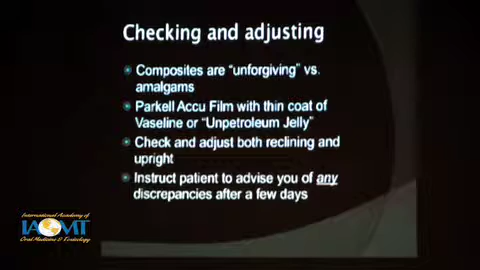 Checking and adjusting
Composites are "unforgiving" vs.
amalgams
Parkell Accu Film with thin coat of
Vaseline or "Unpetroleum Jelly"
Check and adjust both reclining and
upright
Instruct patient to advise you of any
discrepancies after a few days
International Academy of
IAOMT
Oral Medicine & Toxicology